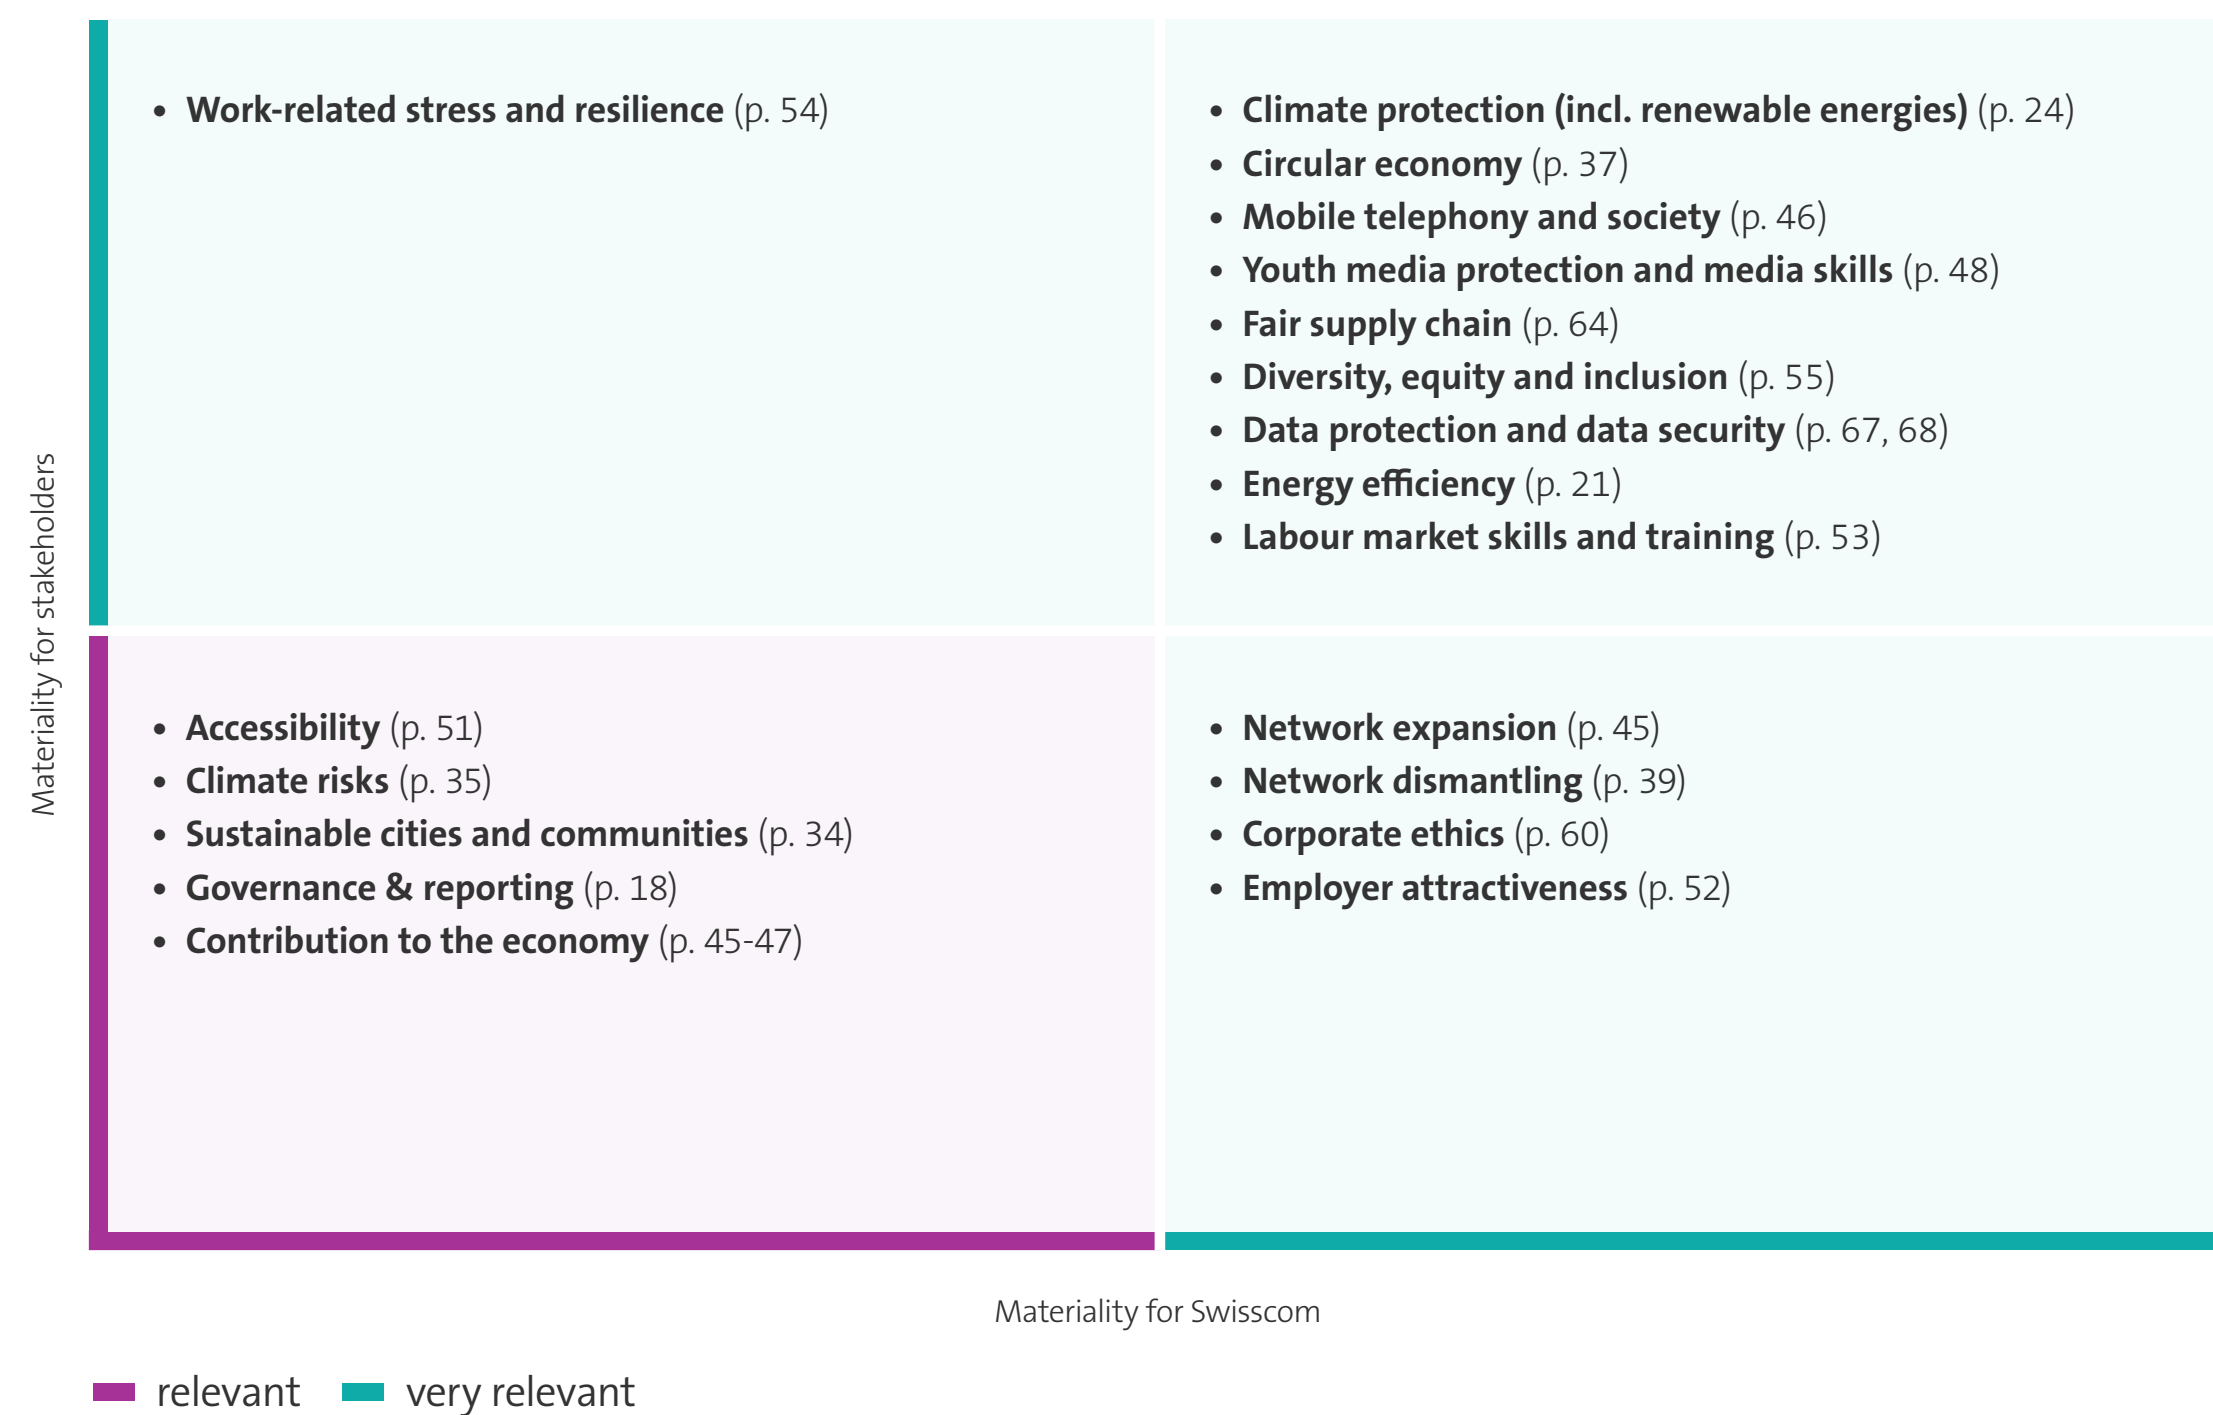 Materiality for stakeholders
• Work-related stress and resilience (p. 54)
• Climate protection (incl. renewable energies) (p. 24)
• Circular economy (p. 37)
• Mobile telephony and society (p. 46)
• Youth media protection and media skills (p. 48)
• Fair supply chain (p. 64)
• Diversity, equity and inclusion (p. 55)
• Data protection and data security (p. 67, 68)
• Energy efficiency (p. 21)
• Labour market skills and training (p. 53)
• Accessibility (p. 51)
• Climate risks (p. 35)
• Sustainable cities and communities (p. 34)
• Governance & reporting (p. 18)
• Contribution to the economy (p. 45-47)
• Network expansion (p. 45)
• Network dismantling (p. 39)
• Corporate ethics (p. 60)
• Employer attractiveness (p. 52)
Materiality for Swisscom
relevant
very relevant